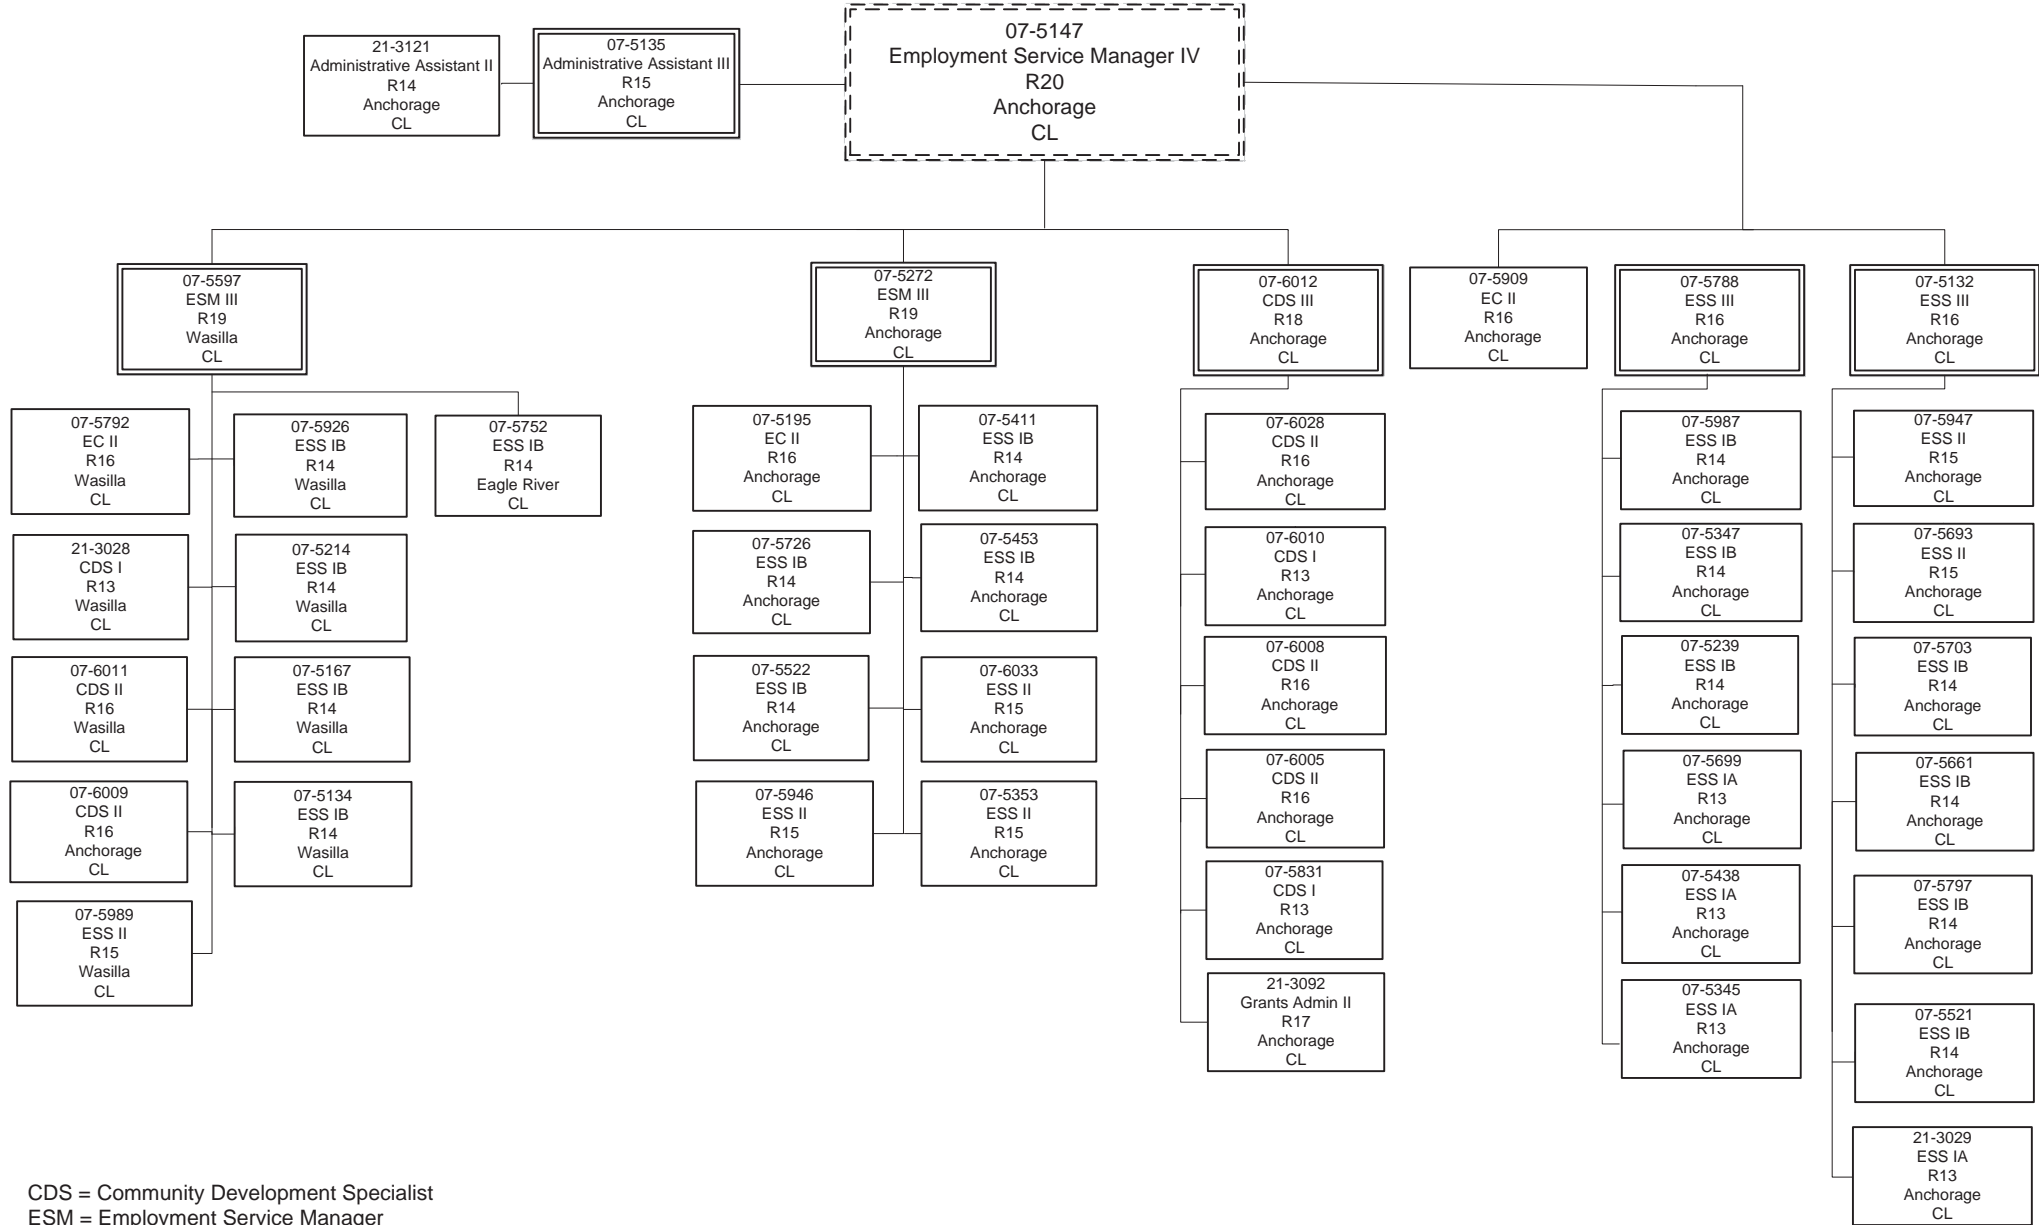 21-3121
Administrative Assistant II
R14
Anchorage
CL
07-5135
Administrative Assistant III
R15
Anchorage
CL
07-5147
Employment Service Manager IV
R20
Anchorage
CL
07-5597
ESM III
R19
Wasilla
CL
07-5272
ESM III
R19
Anchorage
CL
07-6012
CDS III
R18
Anchorage
CL
07-5909
EC II
R16
Anchorage
CL
07-5788
ESS III
R16
Anchorage
CL
07-5132
ESS III
R16
Anchorage
CL
07-5792
EC II
R16
Wasilla
CL
21-3028
CDS I
R13
Wasilla
CL
07-6011
CDS II
R16
Wasilla
CL
07-6009
CDS II
R16
Anchorage
CL
07-5989
ESS II
R15
Wasilla
CL
07-5926
ESS IB
R14
Wasilla
CL
07-5214
ESS IB
R14
Wasilla
CL
07-5167
ESS IB
R14
Wasilla
CL
07-5134
ESS IB
R14
Wasilla
CL
07-5752
ESS IB
R14
Eagle River
CL
07-5195
EC II
R16
Anchorage
CL
07-5726
ESS IB
R14
Anchorage
CL
07-5522
ESS IB
R14
Anchorage
CL
07-5946
ESS II
R15
Anchorage
CL
07-5411
ESS IB
R14
Anchorage
CL
07-5453
ESS IB
R14
Anchorage
CL
07-6033
ESS II
R15
Anchorage
CL
07-5353
ESS II
R15
Anchorage
CL
07-6028
CDS II
R16
Anchorage
CL
07-6010
CDS I
R13
Anchorage
CL
07-6008
CDS II
R16
Anchorage
CL
07-6005
CDS II
R16
Anchorage
CL
07-5831
CDS I
R13
Anchorage
CL
21-3092
Grants Admin II
R17
Anchorage
CL
07-5987
ESS IB
R14
Anchorage
CL
07-5347
ESS IB
R14
Anchorage
CL
07-5239
ESS IB
R14
Anchorage
CL
07-5699
ESS IA
R13
Anchorage
CL
07-5438
ESS IA
R13
Anchorage
CL
07-5345
ESS IA
R13
Anchorage
CL
07-5947
ESS II
R15
Anchorage
CL
07-5693
ESS II
R15
Anchorage
CL
07-5703
ESS IB
R14
Anchorage
CL
07-5661
ESS IB
R14
Anchorage
CL
07-5797
ESS IB
R14
Anchorage
CL
07-5521
ESS IB
R14
Anchorage
CL
21-3029
ESS IA
R13
Anchorage
CL
CDS = Community Development Specialist
ESM = Employment Service Manager